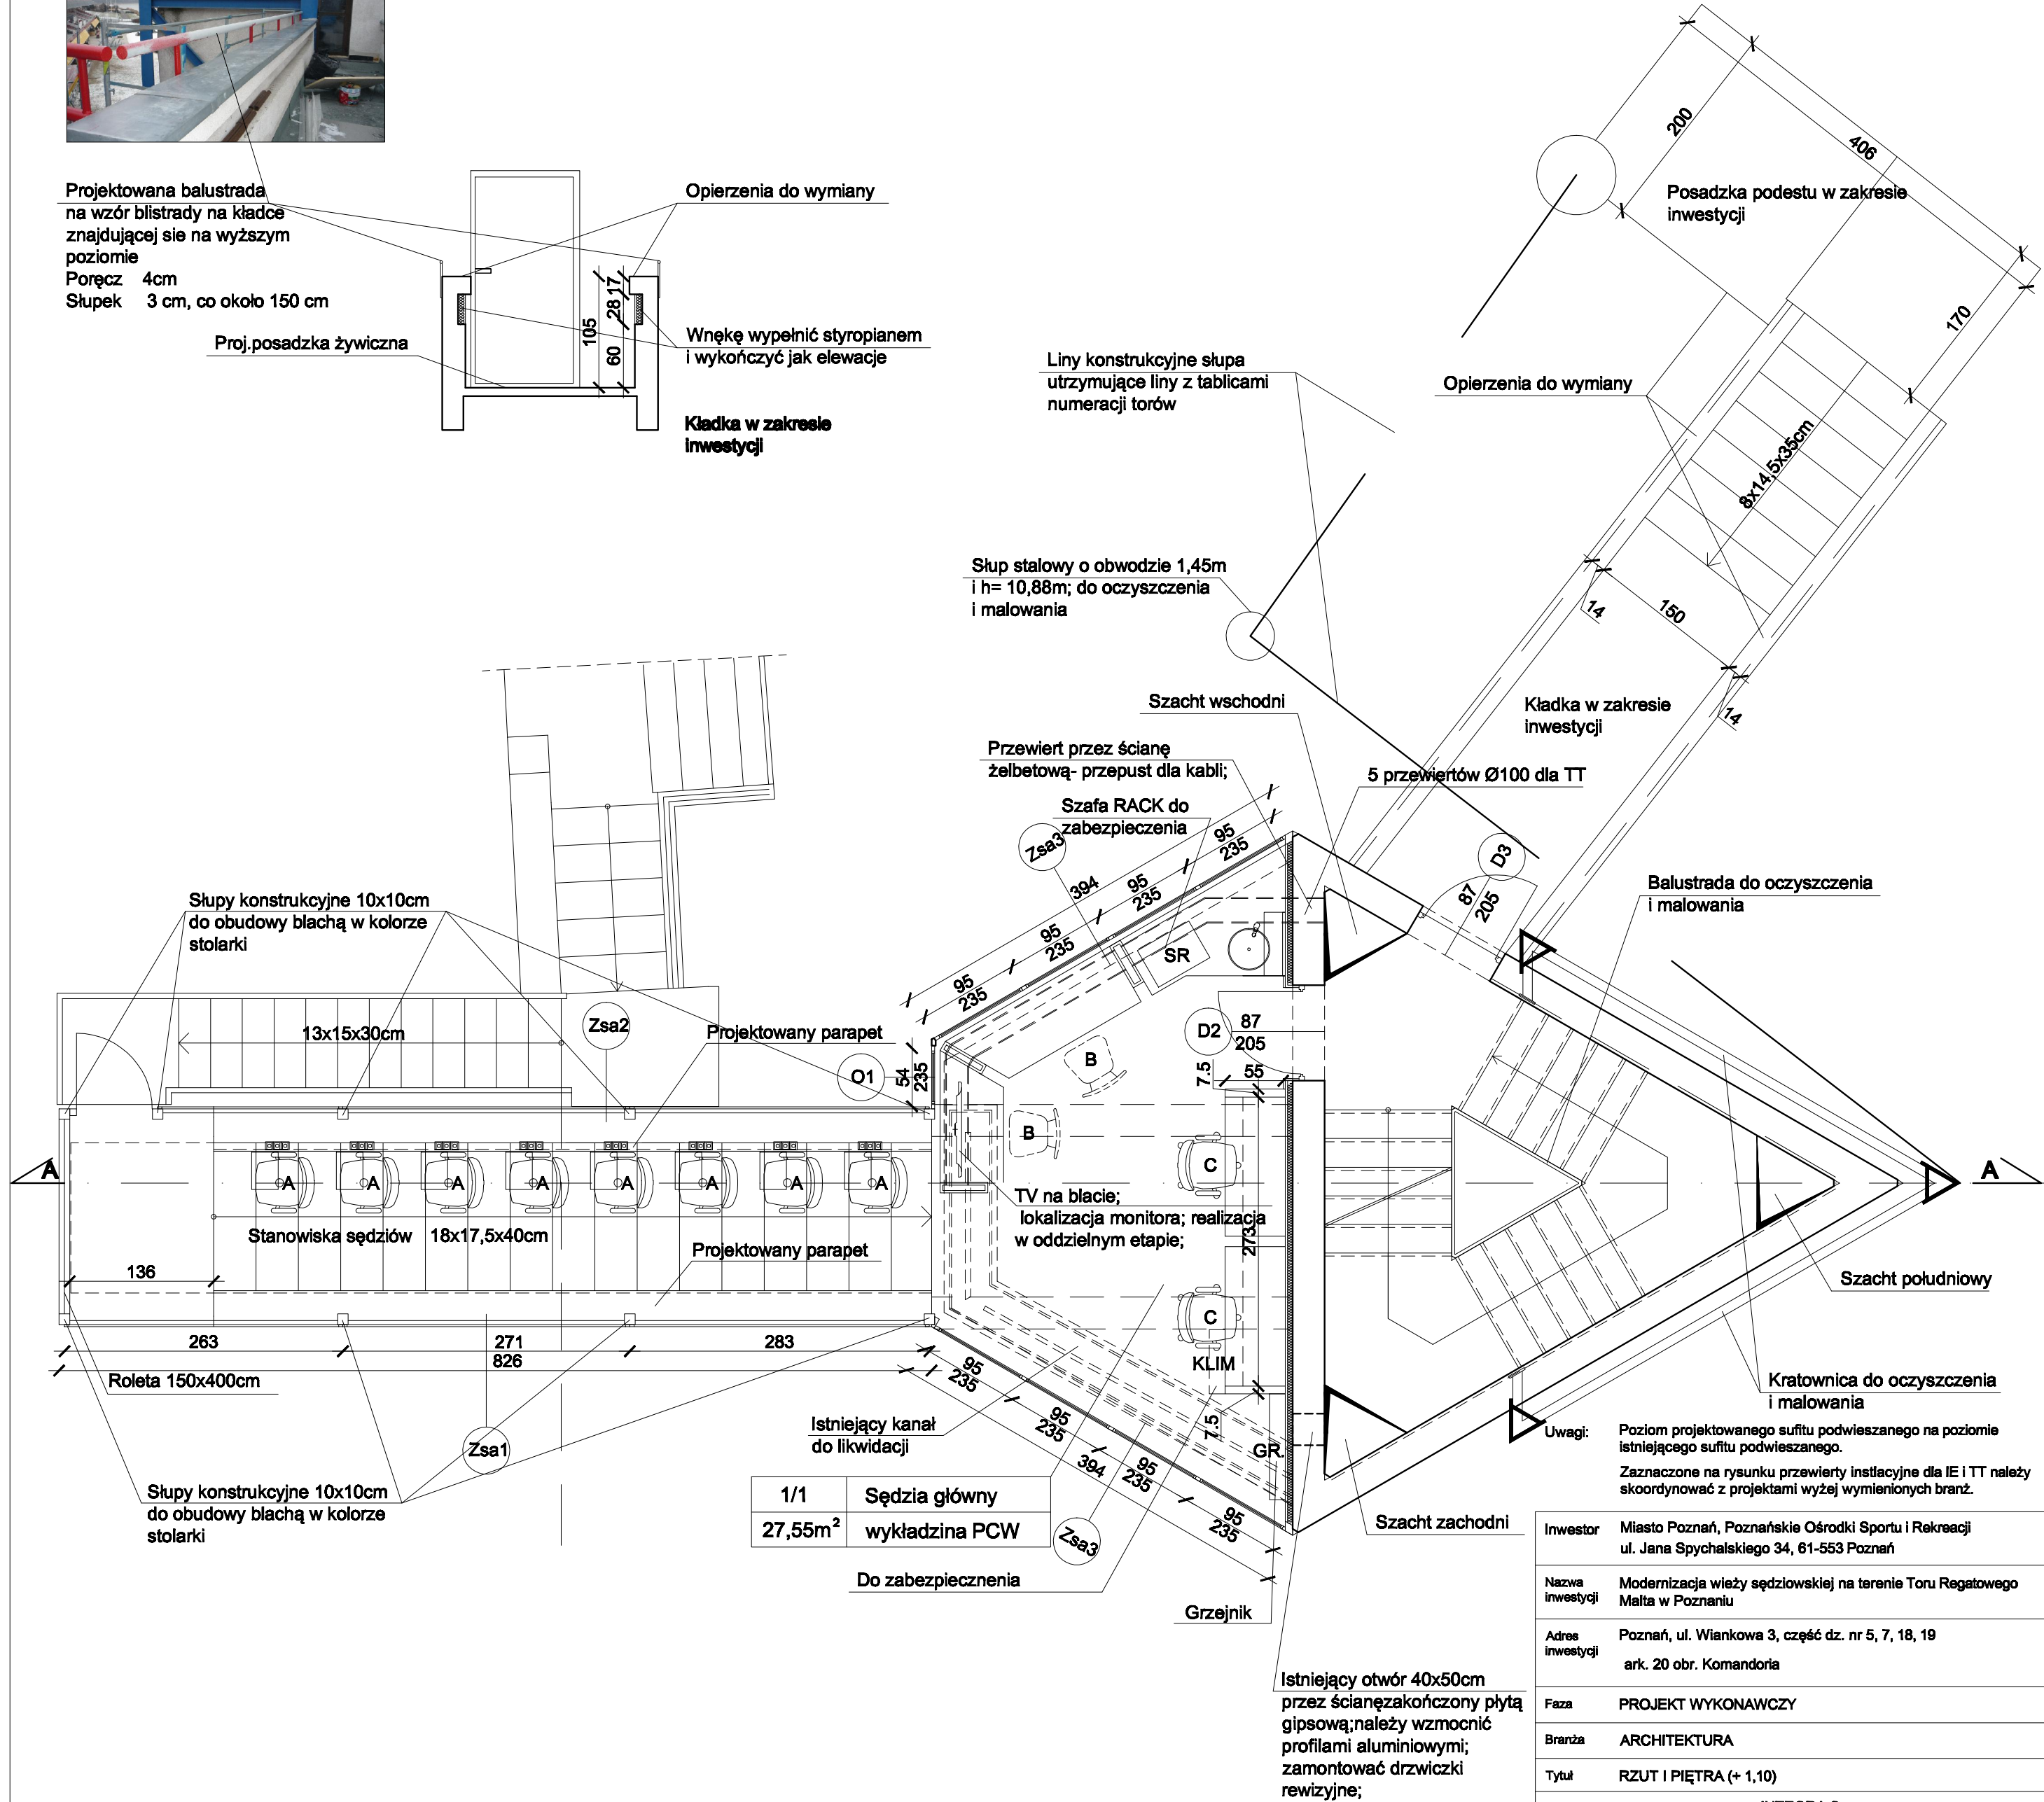 Projektowana balustrada
na wzór blistrady na kładce
znajdującej sie na wyższym
poziomie
Poręcz 4cm
Słupek 3 cm, co około 150 cm
Proj.posadzka żywiczna
Opierzenia do wymiany
17
28
105
60
Wnękę wypełnić styropianem
i wykończyć jak elewacje
Kładka w zakresie
inwestycji
200
406
Posadzka podestu w zakresie
inwestycji
170
Liny konstrukcyjne słupa
utrzymujące liny z tablicami
numeracji torów
Opierzenia do wymiany
8x14,5x35cm
Słup stalowy o obwodzie 1,45m
i h= 10,88m; do oczyszczenia
i malowania
14
150
14
Kładka w zakresie
inwestycji
Szacht wschodni
Przewiert przez ścianę
żelbetową- przepust dla kabli;
5 przewiertów Ø100 dla TT
Szafa RACK do
zabezpieczenia
Zsa3
394
95
235
95
235
95
235
95
235
D3
87
205
Balustrada do oczyszczenia
i malowania
Słupy konstrukcyjne 10x10cm
do obudowy blachą w kolorze
stolarki
13x15x30cm
Zsa2
Projektowany parapet
O1
54
235
SR
B
B
D2
87
205
7.5
55
C
C
273
A
A
A
A
A
A
A
A
A
A
Stanowiska sędziów 18x17,5x40cm
TV na blacie;
lokalizacja monitora; realizacja
w oddzielnym etapie;
Projektowany parapet
136
263
271
283
826
Roleta 150x400cm
Zsa1
KLIM
7.5
GR.
95
235
95
235
95
235
95
235
394
Istniejący kanał
do likwidacji
Szacht południowy
Kratownica do oczyszczenia
i malowania
Słupy konstrukcyjne 10x10cm
do obudowy blachą w kolorze
stolarki
1/1 Sędzia główny
27,55m² wykładzina PCW
Zsa3
Do zabezpiecznenia
Grzejnik
Szacht zachodni
Istniejący otwór 40x50cm
przez ścianęzakończony płytą
gipsową;należy wzmocnić
profilami aluminiowymi;
zamontować drzwiczki
rewizyjne;
Uwagi: Poziom projektowanego sufitu podwieszanego na poziomie
istniejącego sufitu podwieszanego.
Zaznaczone na rysunku przewierty instlacyjne dla IE i TT należy
skoordynować z projektami wyżej wymienionych branż.
Inwestor Miasto Poznań, Poznańskie Ośrodki Sportu i Rekreacji
ul. Jana Spychalskiego 34, 61-553 Poznań
Nazwa inwestycji Modernizacja wieży sędziowskiej na terenie Toru Regatowego
Malta w Poznaniu
Adres inwestycji Poznań, ul. Wiankowa 3, część dz. nr 5, 7, 18, 19
ark. 20 obr. Komandoria
Faza PROJEKT WYKONAWCZY
Branża ARCHITEKTURA
Tytuł RZUT I PIĘTRA (+ 1,10)